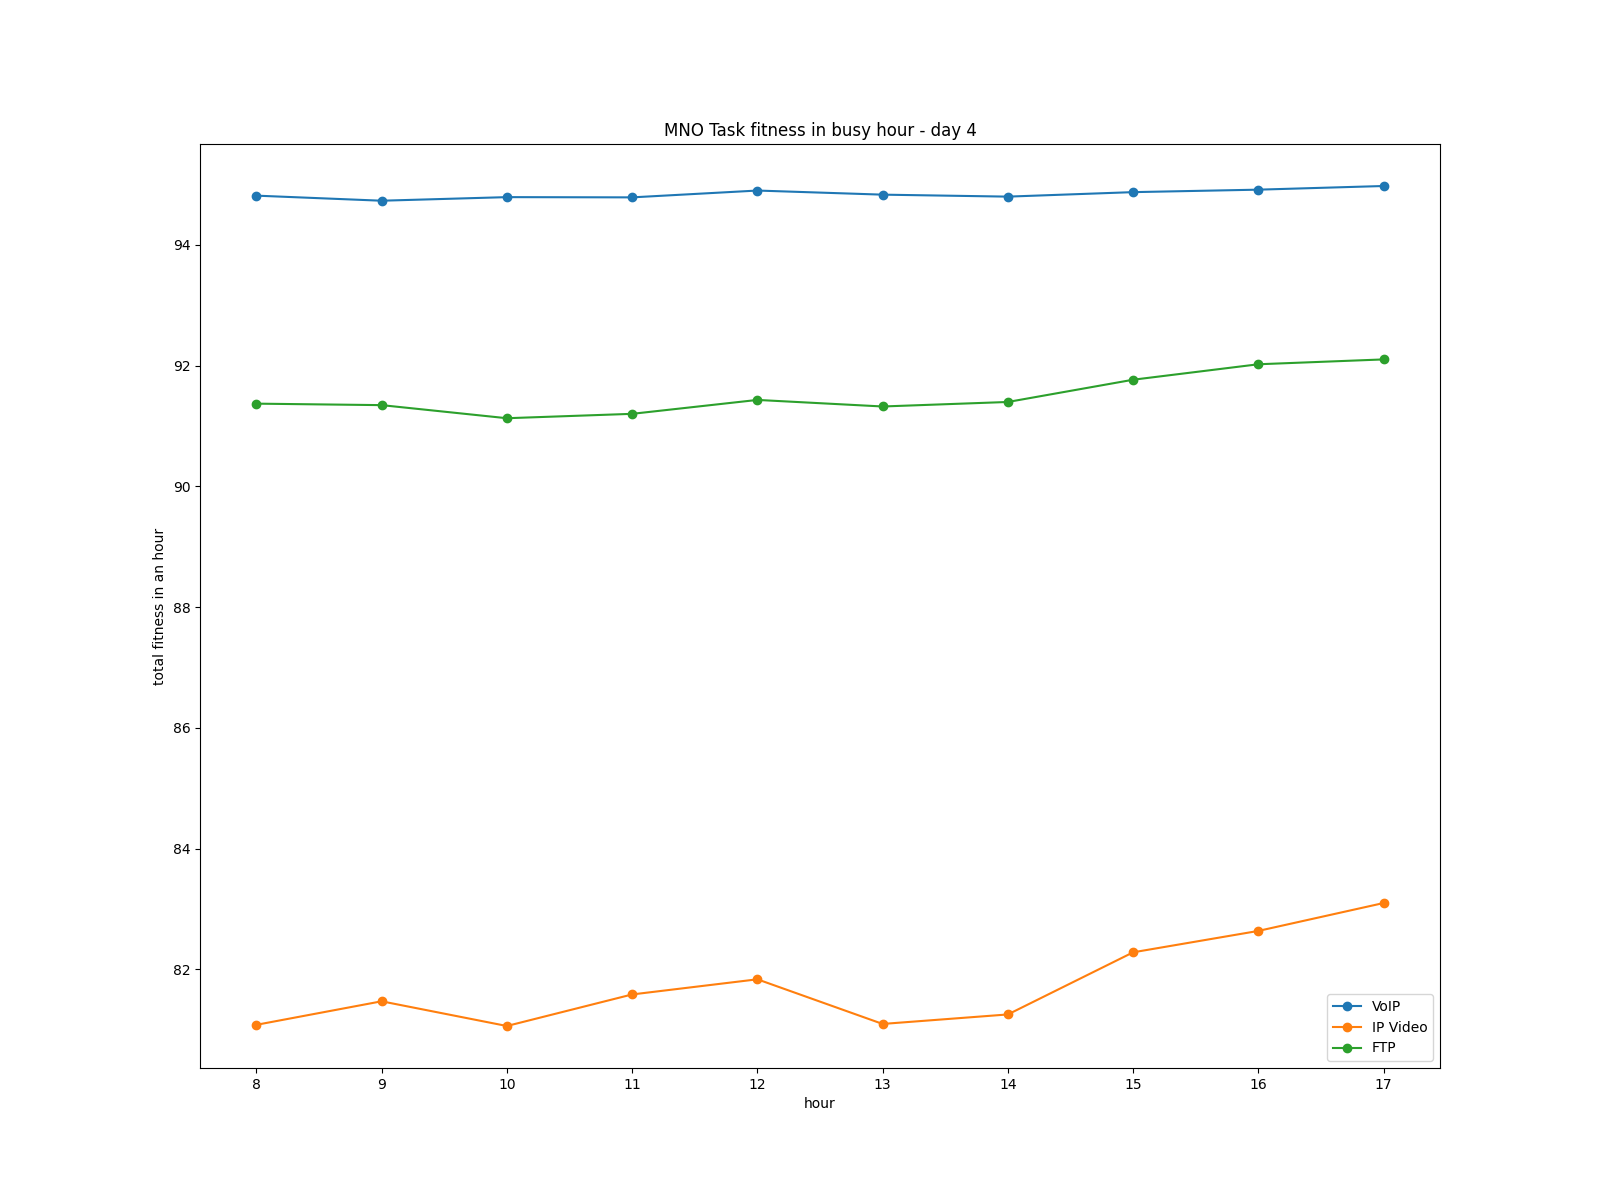 MNO Task fitness in busy hour - day 4
total fitness in an hour
94
92
90
88
86
84
82
VoIP
IP Video
FTP
8 9 10 11 12 13 14 15 16 17
hour